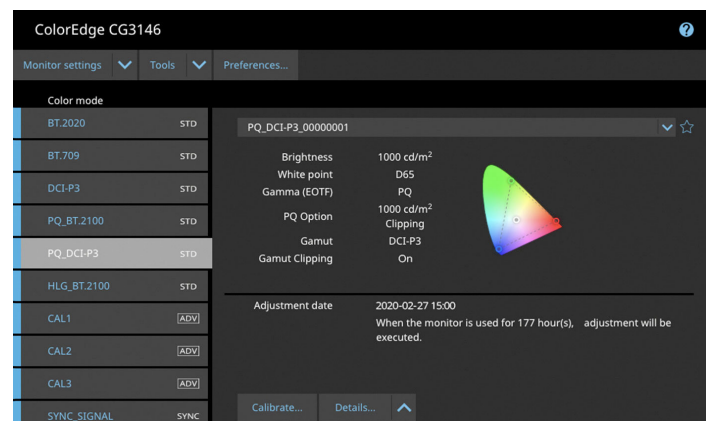 ColorEdge CG3146
?
Monitor settings Tools Preferences...
Color mode
BT.2020 STD
BT.709 STD
DCI-P3 STD
PQ_BT.2100 STD
PQ_DCI-P3 STD
HLG_BT.2100 STD
CAL1 ADV
CAL2 ADV
CAL3 ADV
SYNC_SIGNAL SYNC
PQ_DCI-P3_00000001
Brightness 1000 cd/m²
White point D65
Gamma (EOTF) PQ
PQ Option 1000 cd/m²
Clipping
Gamut DCI-P3
Gamut Clipping On
Adjustment date 2020-02-27 15:00
When the monitor is used for 177 hour(s), adjustment will be
executed.
Calibrate... Details...